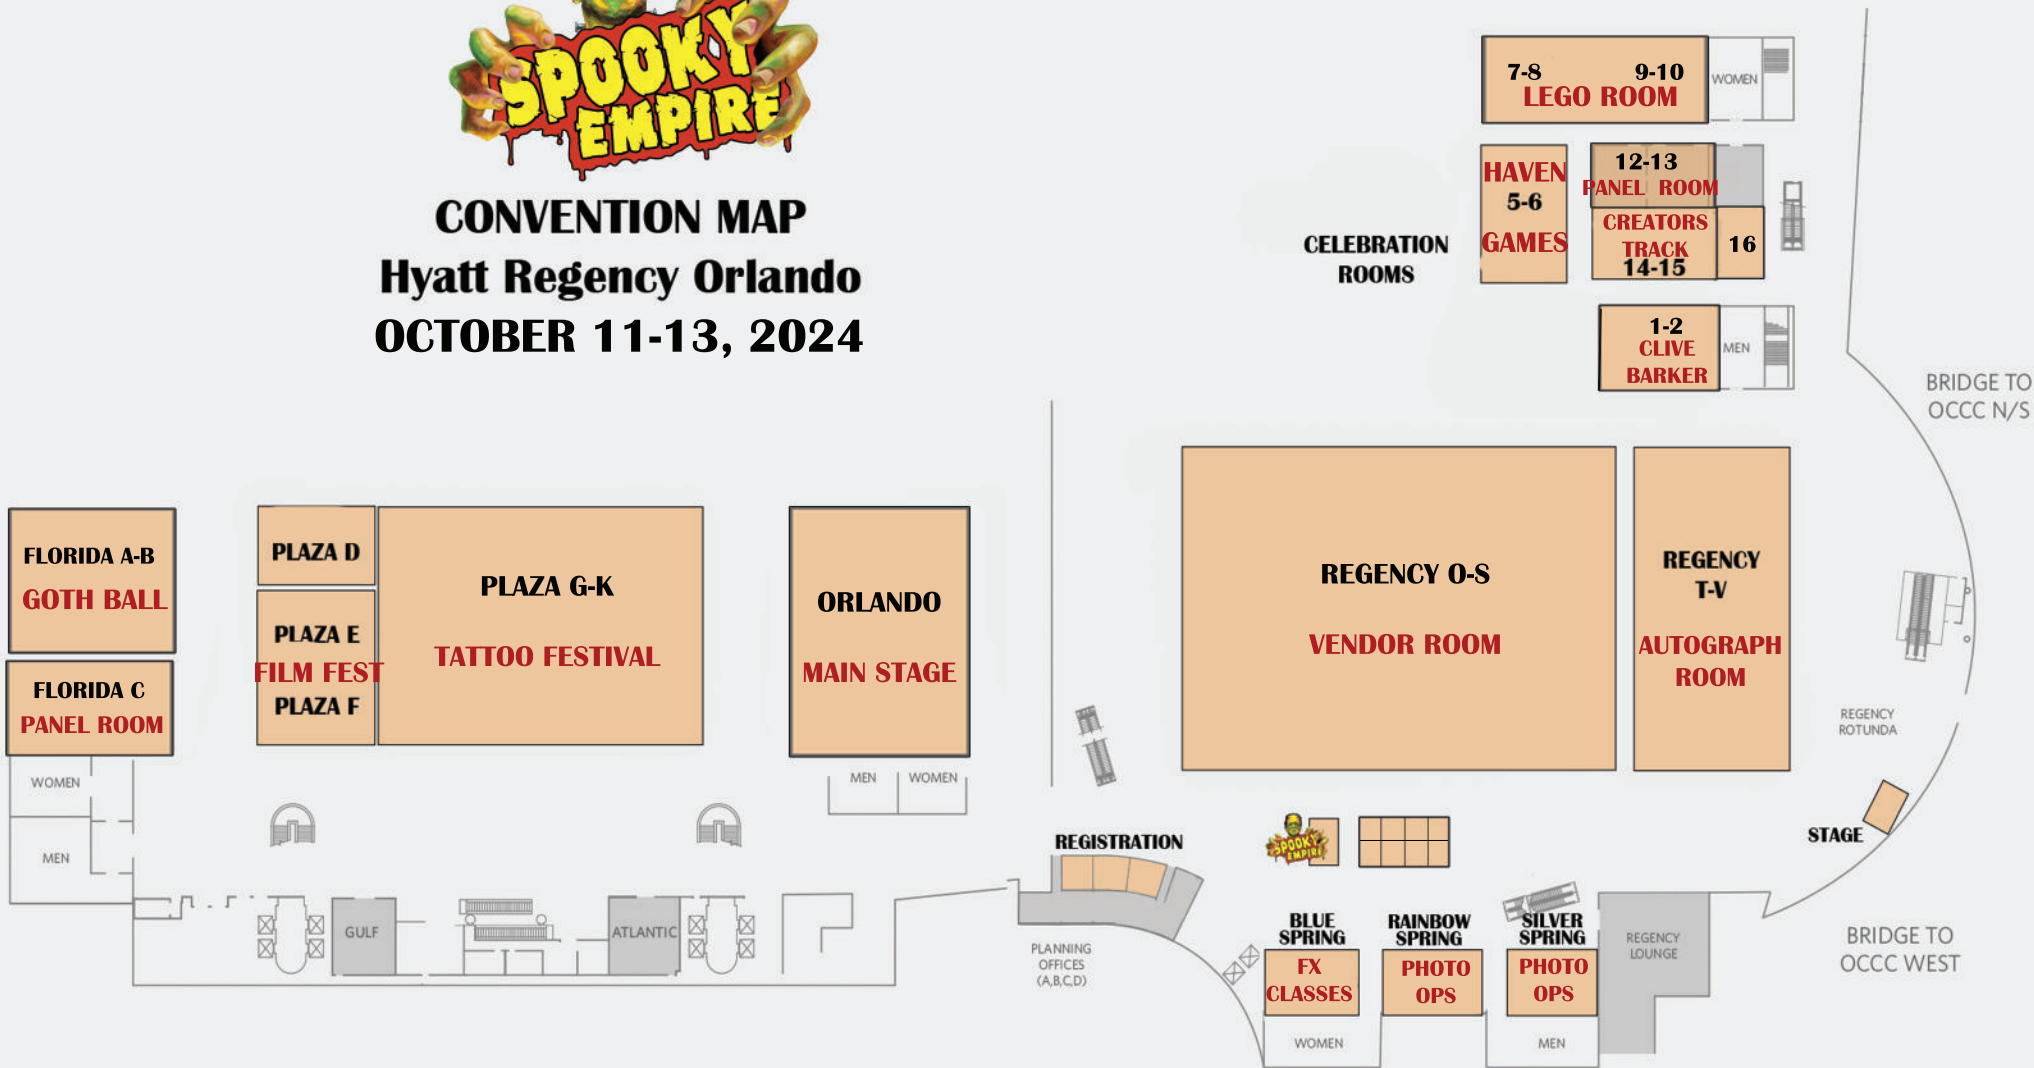 SPOOKY
EMPIRE
CONVENTION MAP
Hyatt Regency Orlando
OCTOBER 11-13, 2024
7-8 9-10
LEGO ROOM
WOMEN
HAVEN
5-6
GAMES
12-13
PANEL ROOM
CREATORS
TRACK
14-15
16
CELEBRATION
ROOMS
1-2
CLIVE
BARKER
MEN
BRIDGE TO
OCCC N/S
FLORIDA A-B
GOTH BALL
FLORIDA C
PANEL ROOM
WOMEN
MEN
PLAZA D
PLAZA E
FILM FEST
PLAZA F
PLAZA G-K
TATTOO FESTIVAL
ORLANDO
MAIN STAGE
MEN WOMEN
REGENCY O-S
VENDOR ROOM
REGENCY
T-V
AUTOGRAPH
ROOM
REGENCY
ROTUNDA
STAGE
REGISTRATION
SPOOKY
EMPIRE
GULF
ATLANTIC
PLANNING
OFFICES
(A,B,C,D)
BLUE
SPRING
FX
CLASSES
RAINBOW
SPRING
PHOTO
OPS
SILVER
SPRING
PHOTO
OPS
REGENCY
LOUNGE
BRIDGE TO
OCCC WEST
WOMEN
MEN